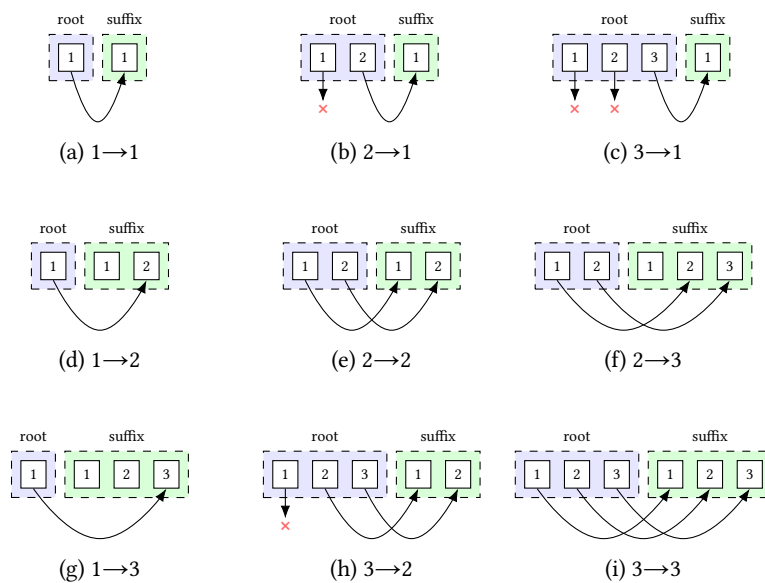 root suffix root suffix root suffix
1 1 1 2 1 1 2 3 1
× × ×
(a) 1→1 (b) 2→1 (c) 3→1
root suffix root suffix root suffix
1 1 2 1 2 1 2 1 2 1 2 3
(d) 1→2 (e) 2→2 (f) 2→3
root suffix root suffix root suffix
1 1 2 3 1 2 3 1 2 1 2 3 1 2 3
×
(g) 1→3 (h) 3→2 (i) 3→3